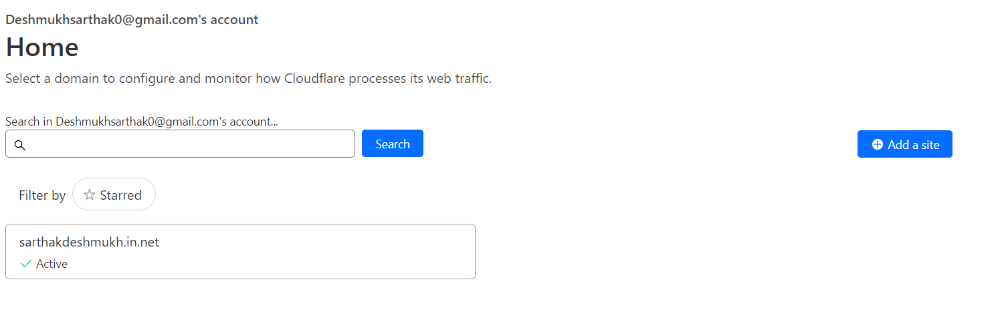 Deshmukhsarthak0@gmail.com's account
Home
Select a domain to configure and monitor how Cloudflare processes its web traffic.
Search in Deshmukhsarthak0@gmail.com's account...
Search
Add a site
Filter by Starred
sarthakdeshmukh.in.net
Active